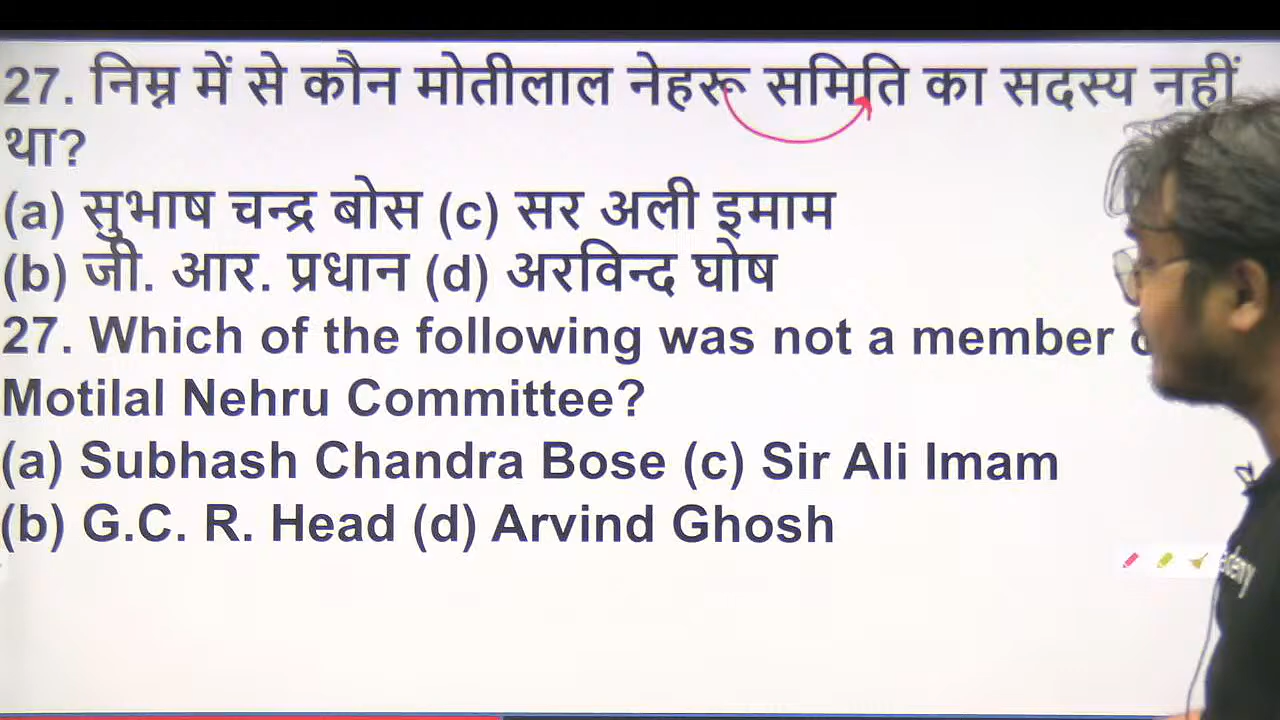 27. निम्न में से कौन मोतीलाल नेहरू समिति का सदस्य नहीं
था?
(a) सुभाष चन्द्र बोस (c) सर अली इमाम
(b) जी. आर. प्रधान (d) अरविन्द घोष
27. Which of the following was not a member
Motilal Nehru Committee?
(a) Subhash Chandra Bose (c) Sir Ali Imam
(b) G.C. R. Head (d) Arvind Ghosh